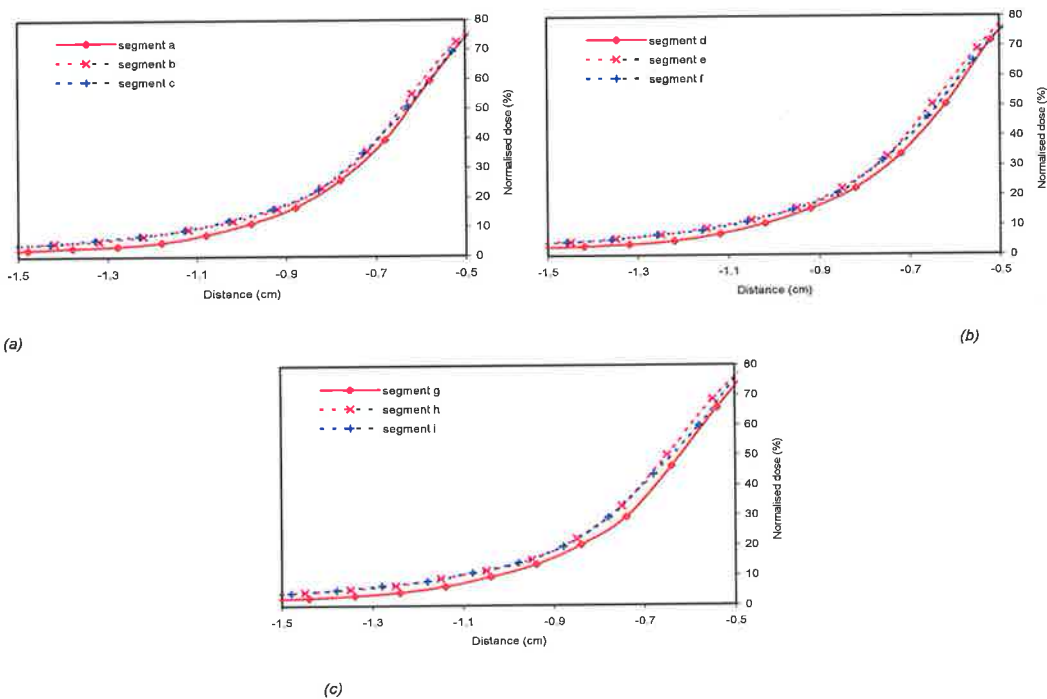 80
70
60
50
40
30
20
10
0
segment a
segment b
segment c
Normalised dose (%)
-1.5
-1.3
-1.1
-0.9
-0.7
-0.5
Distance (cm)
(a)
80
70
60
50
40
30
20
10
0
segment d
segment e
segment f
Normalised dose (%)
-1.5
-1.3
-1.1
-0.9
-0.7
-0.5
Distance (cm)
(b)
80
70
60
50
40
30
20
10
0
segment g
segment h
segment i
Normalised dose (%)
-1.5
-1.3
-1.1
-0.9
-0.7
-0.5
Distance (cm)
(c)